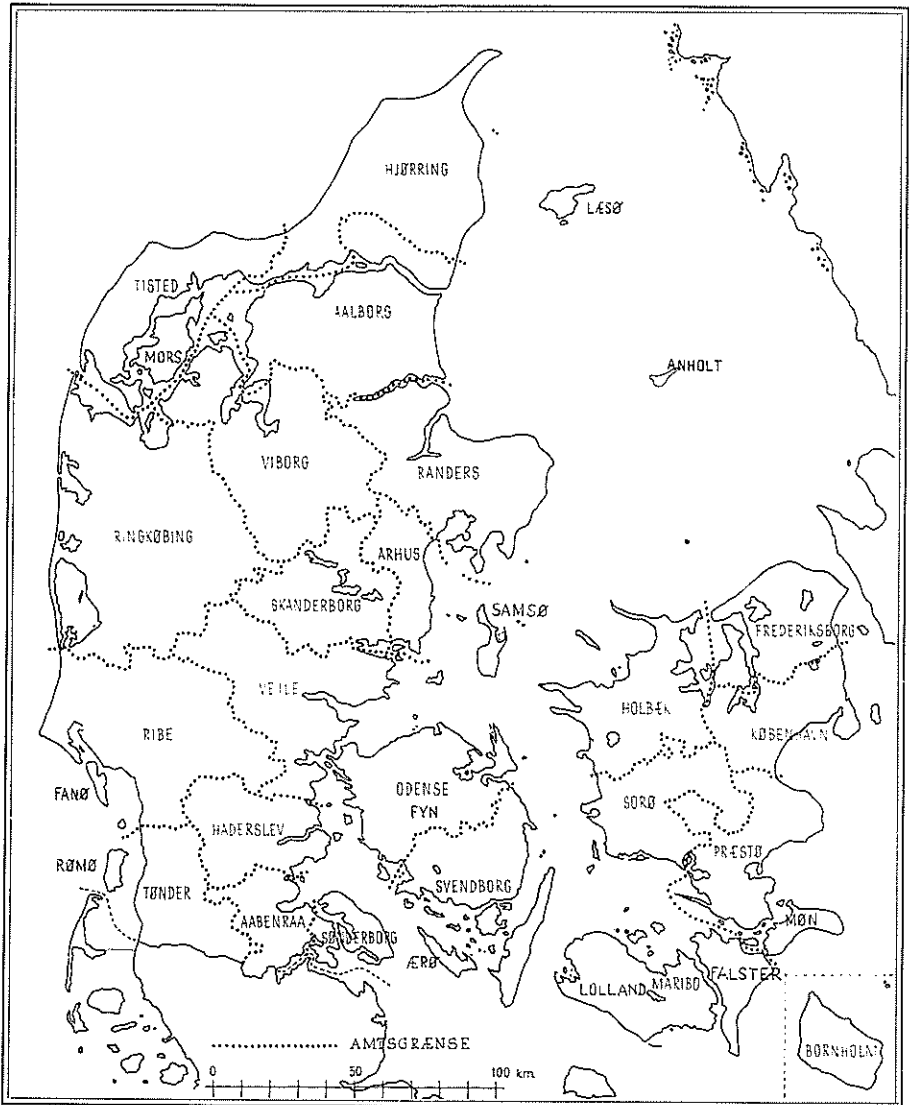 HJØRRING
LÆSØ
TISTED
AALBORG
MORS
ANHOLT
VIBORG
RANDERS
RINGKØBING
ÅRHUS
SKANDERBORG
SAMSØ
FREDERIKSBORG
VEJLE
HOLBÆK
RIBE
KØBENHAVN
ODENSE
FYN
FANØ
SORØ
HADERSLEV
PRÆSTØ
RØMØ
TØNDER
SVENDBORG
AABENRAA
SØNDERBORG
MØN
ÆRØ
FALSTER
LOLLAND
MARIBO
AMTSGRÆNSE
BORNHOLM
0 50 100 km